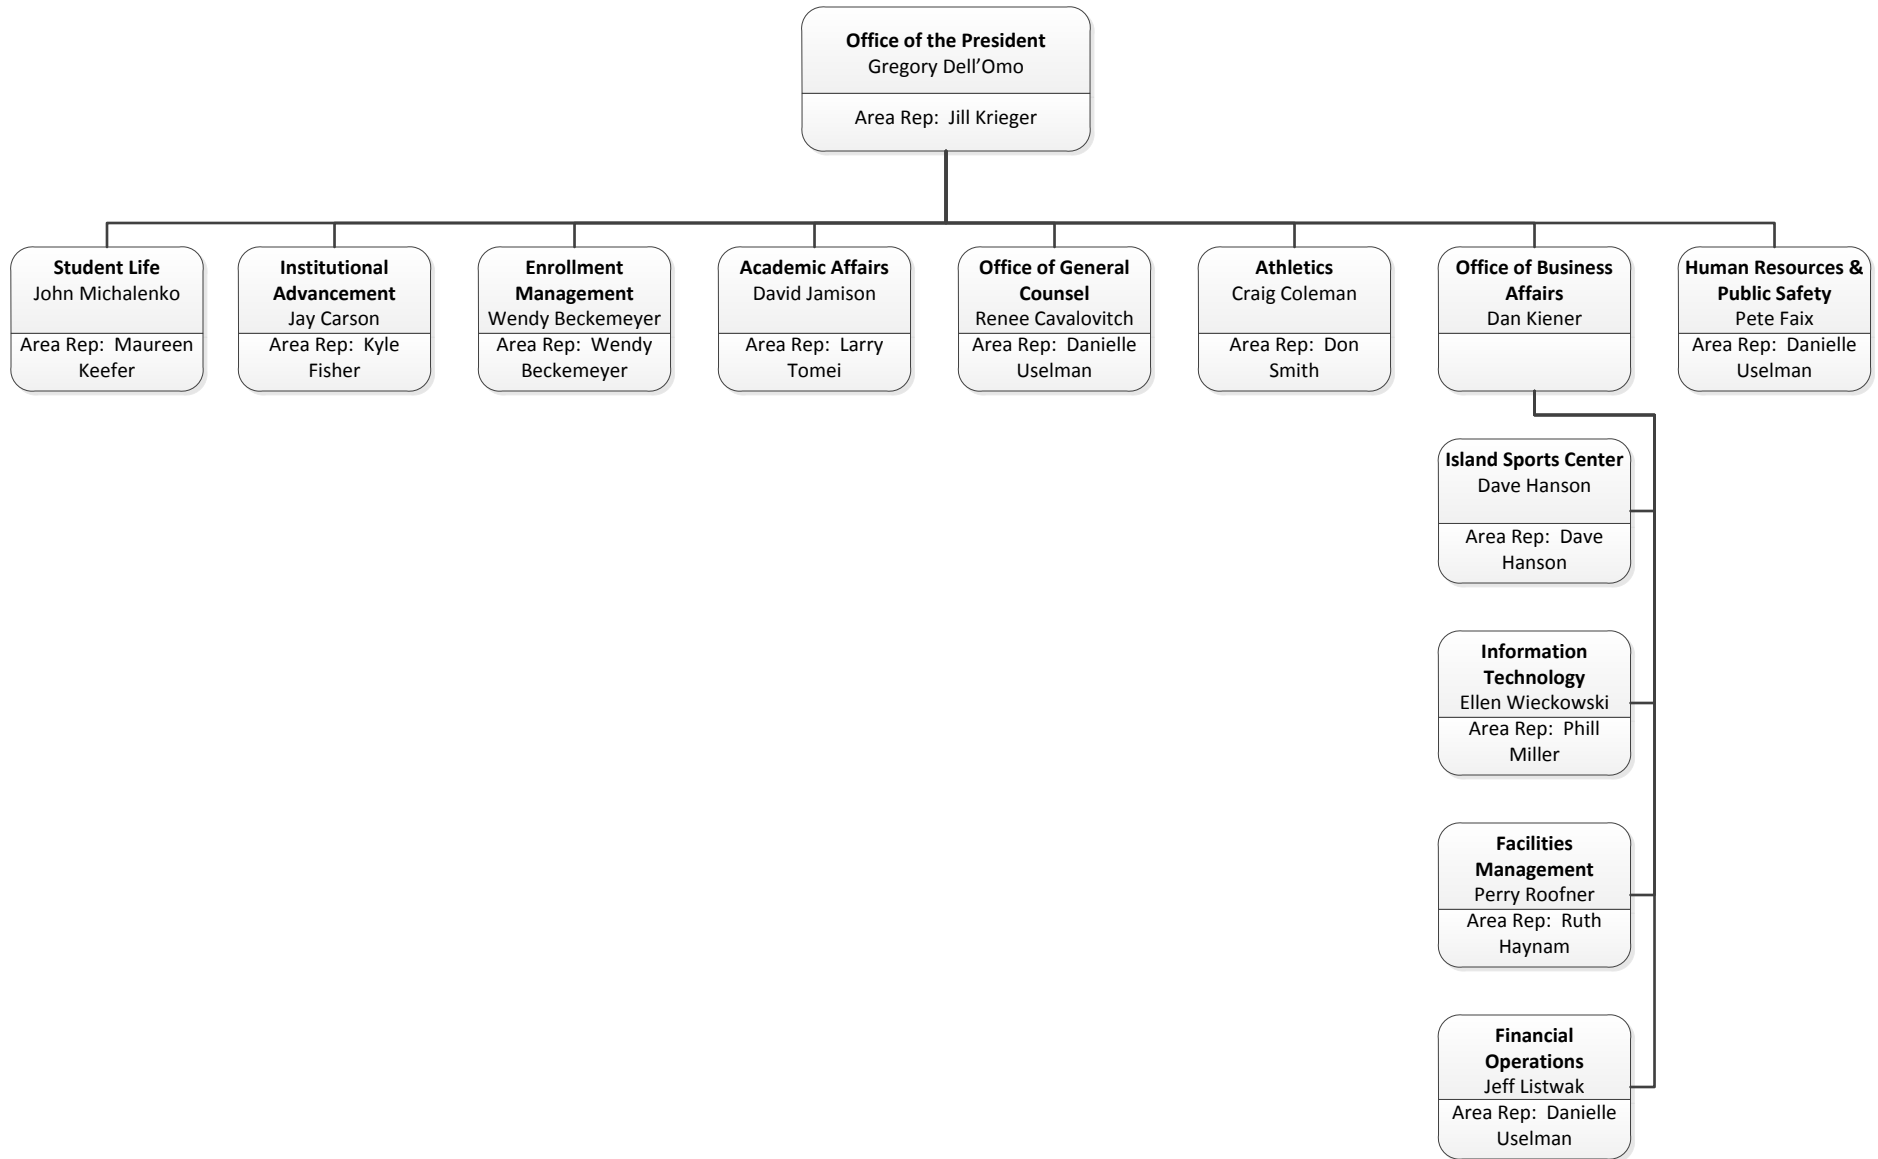 Office of the President
Gregory Dell’Omo
Area Rep:  Jill Krieger
Student Life
John Michalenko
Area Rep:  Maureen
Keefer
Institutional
Advancement
Jay Carson
Area Rep:  Kyle
Fisher
Enrollment
Management
Wendy Beckemeyer
Area Rep:  Wendy
Beckemeyer
Academic Affairs
David Jamison
Area Rep:  Larry
Tomei
Office of General
Counsel
Renee Cavalovitch
Area Rep:  Danielle
Uselman
Athletics
Craig Coleman
Area Rep:  Don
Smith
Office of Business
Affairs
Dan Kiener
Human Resources &
Public Safety
Pete Faix
Area Rep:  Danielle
Uselman
Island Sports Center
Dave Hanson
Area Rep:  Dave
Hanson
Information
Technology
Ellen Wieckowski
Area Rep:  Phill
Miller
Facilities
Management
Perry Roofner
Area Rep:  Ruth
Haynam
Financial
Operations
Jeff Listwak
Area Rep:  Danielle
Uselman